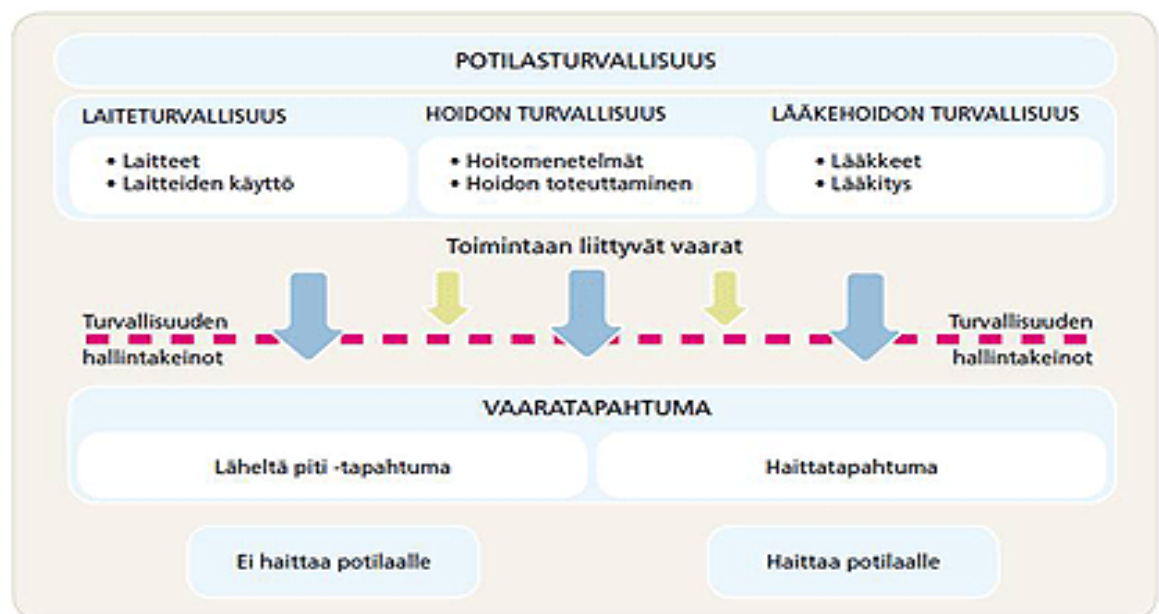 POTILASTURVALLISUUS
LAITETURVALLISUUS
• Laitteet
• Laitteiden käyttö
HOIDON TURVALLISUUS
• Hoitomenetelmät
• Hoidon toteuttaminen
LÄÄKEHOIDON TURVALLISUUS
• Lääkkeet
• Lääkitys
Toimintaan liittyvät vaarat
Turvallisuuden
hallintakeinot
Turvallisuuden
hallintakeinot
VAARATAPAHTUMA
Läheltä piti -tapahtuma
Haittatapahtuma
Ei haittaa potilaalle
Haittaa potilaalle